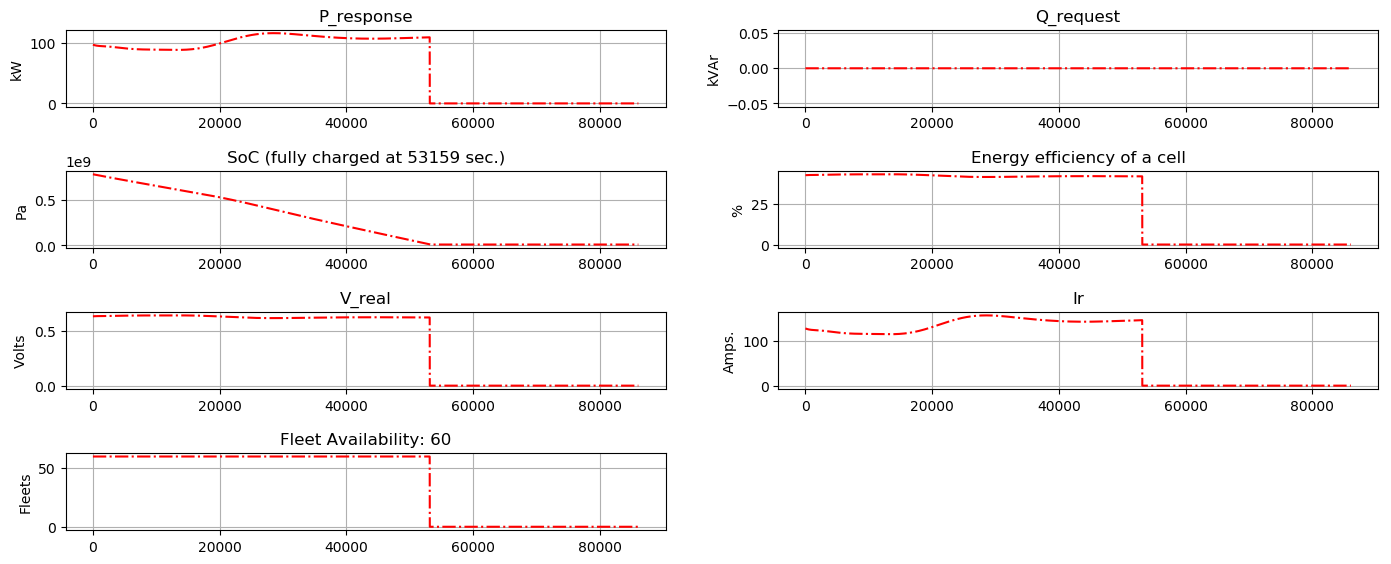 P_response
kW
100
0
0 20000 40000 60000 80000
Q_request
kVAr
0.05
0.00
−0.05
0 20000 40000 60000 80000
SoC (fully charged at 53159 sec.)
1e9
Pa
0.5
0.0
0 20000 40000 60000 80000
Energy efficiency of a cell
%
25
0
0 20000 40000 60000 80000
V_real
Volts
0.5
0.0
0 20000 40000 60000 80000
Ir
Amps.
100
0
0 20000 40000 60000 80000
Fleet Availability: 60
Fleets
50
0
0 20000 40000 60000 80000